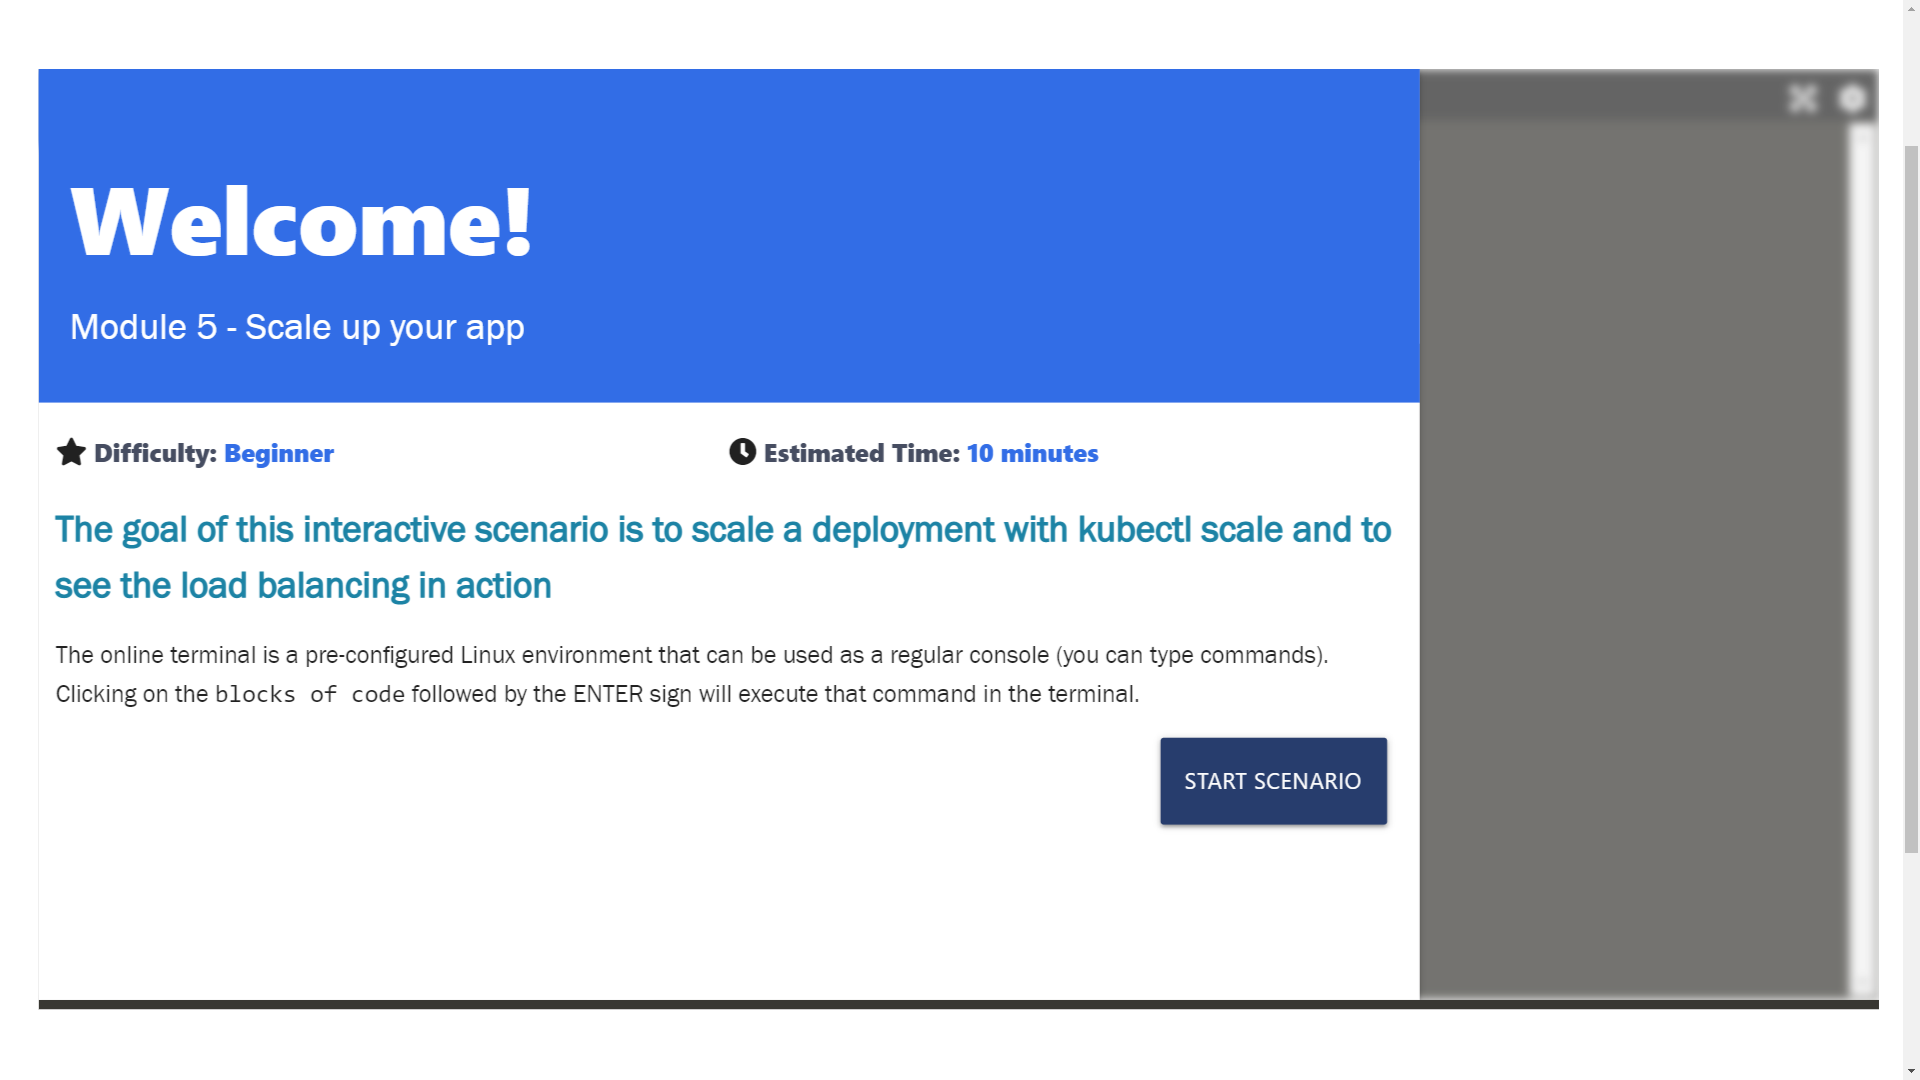 Welcome!
Module 5 - Scale up your app
Difficulty: Beginner
Estimated Time: 10 minutes
The goal of this interactive scenario is to scale a deployment with kubectl scale and to
see the load balancing in action
The online terminal is a pre-configured Linux environment that can be used as a regular console (you can type commands).
Clicking on the blocks of code followed by the ENTER sign will execute that command in the terminal.
START SCENARIO